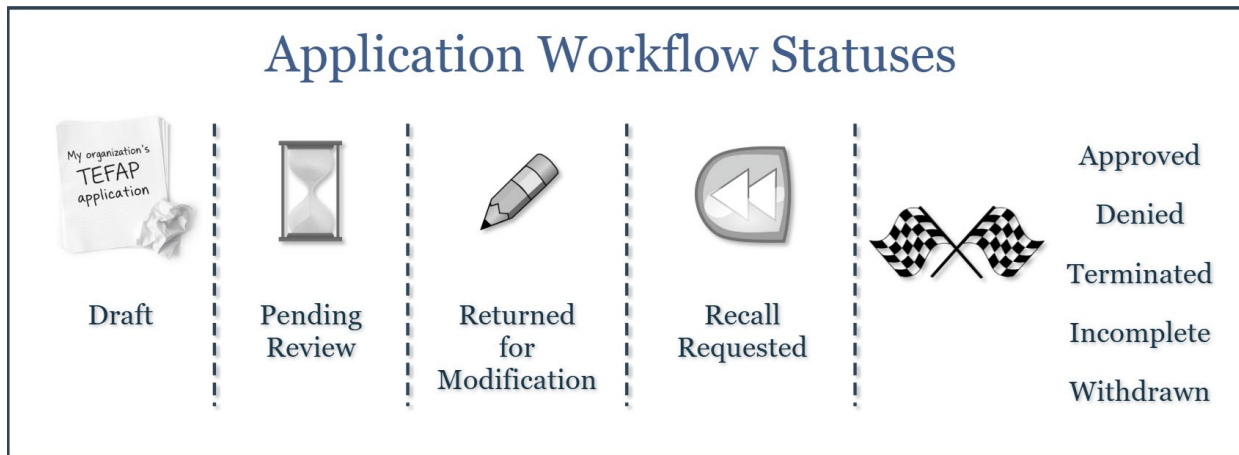 Application Workflow Statuses
My organization's
TEFAP
application
Draft
Pending
Review
Returned
for
Modification
Recall
Requested
Approved
Denied
Terminated
Incomplete
Withdrawn